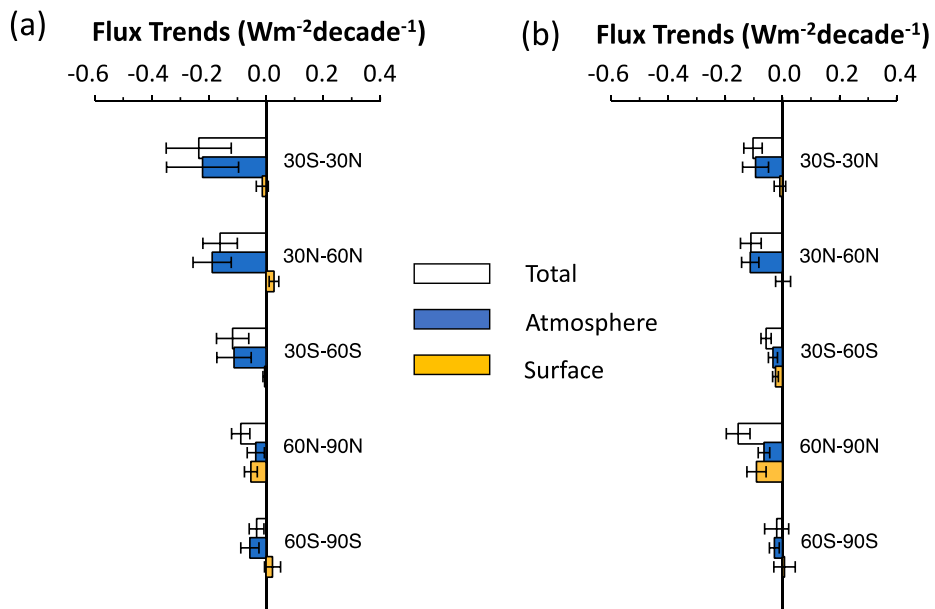 (a)
Flux Trends (Wm⁻²decade⁻¹)
-0.6 -0.4 -0.2 0.0 0.2 0.4
30S-30N
30N-60N
30S-60S
60N-90N
60S-90S
Total
Atmosphere
Surface
(b)
Flux Trends (Wm⁻²decade⁻¹)
-0.6 -0.4 -0.2 0.0 0.2 0.4
30S-30N
30N-60N
30S-60S
60N-90N
60S-90S